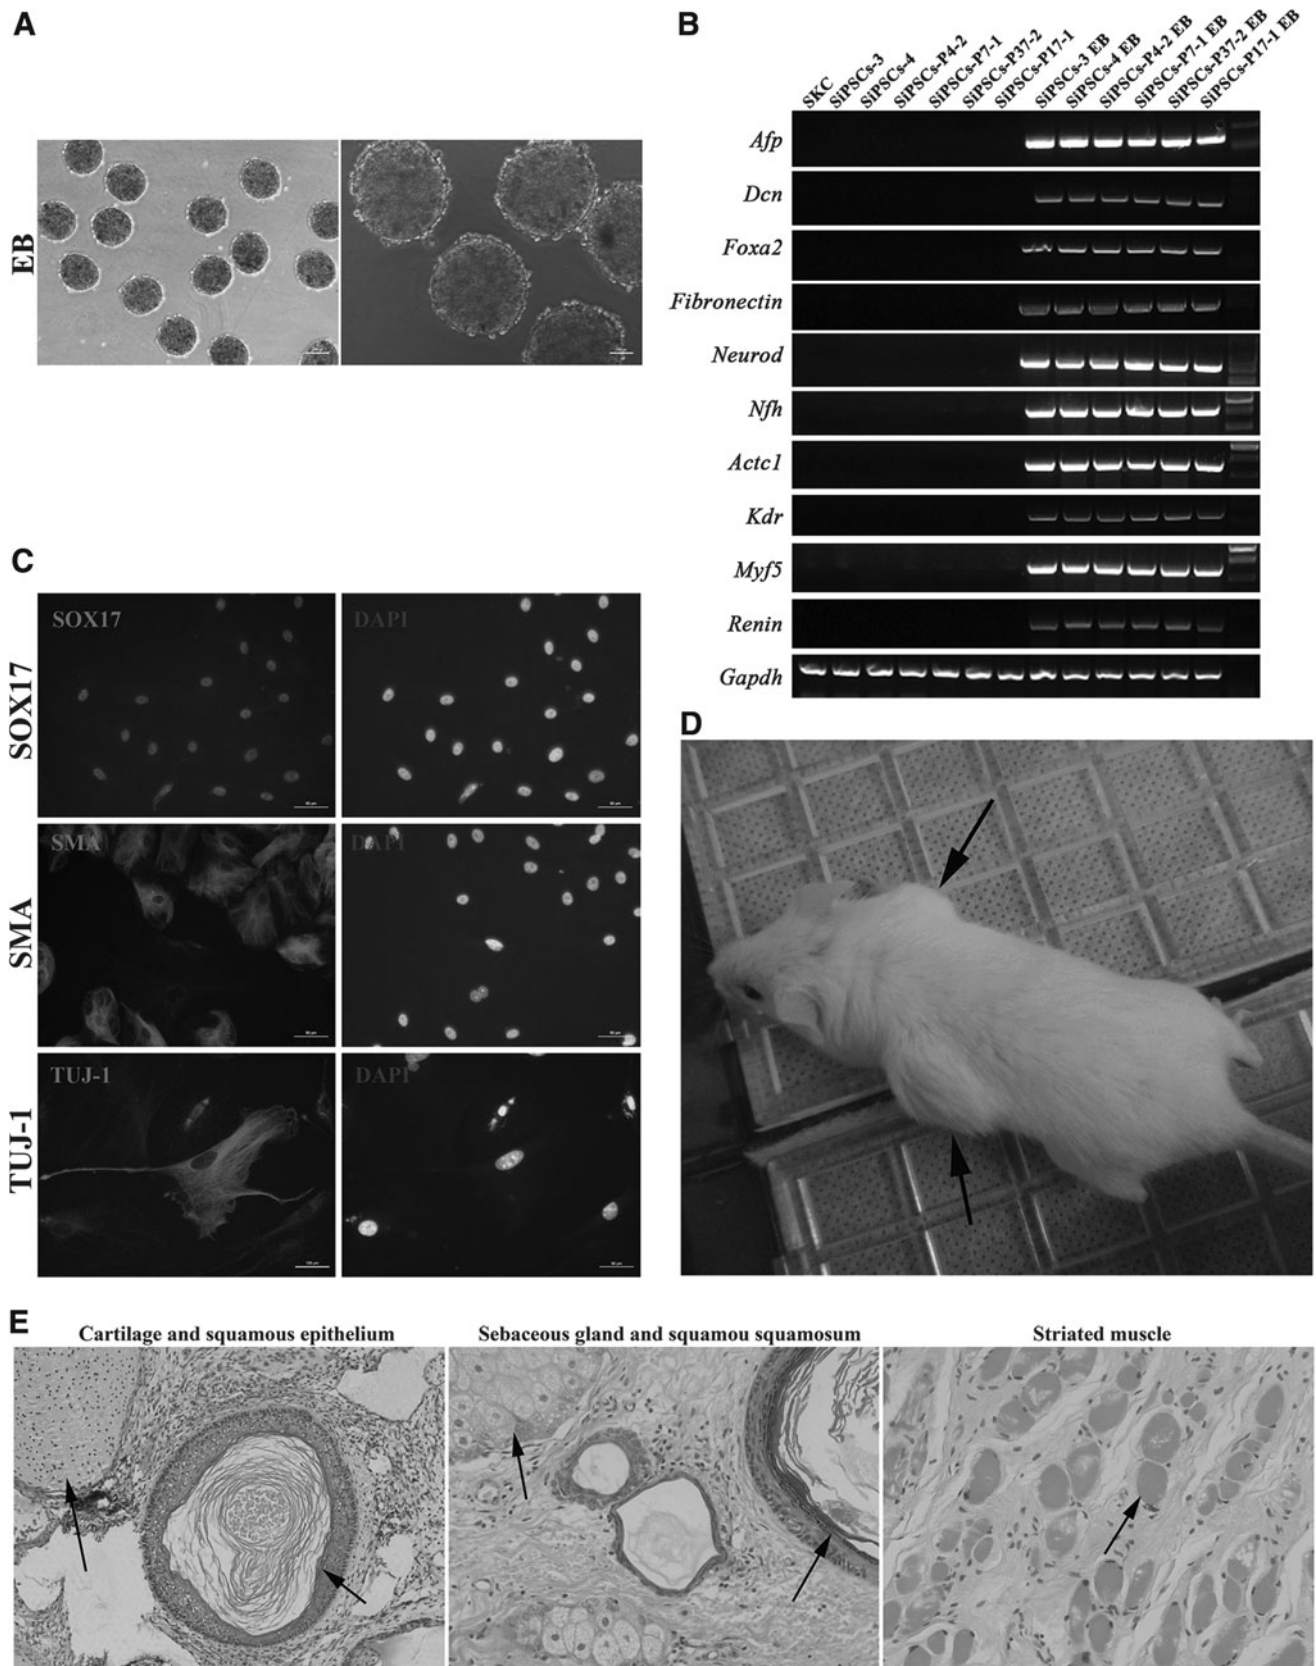 A
EB
B
SKC
SiPSCs-3
SiPSCs-4
SiPSCs-P4-2
SiPSCs-P7-1
SiPSCs-P37-2
SiPSCs-P17-1
SiPSCs-3 EB
SiPSCs-4 EB
SiPSCs-P4-2 EB
SiPSCs-P7-1 EB
SiPSCs-P37-2 EB
SiPSCs-P17-1 EB
Afp
Dcn
Foxa2
Fibronectin
Neurod
Nfh
Actc1
Kdr
Myf5
Renin
Gapdh
C
SOX17
SOX17
DAPI
SMA
SMA
DAPI
TUJ-1
TUJ-1
DAPI
D
E
Cartilage and squamous epithelium
Sebaceous gland and squamou squamosum
Striated muscle